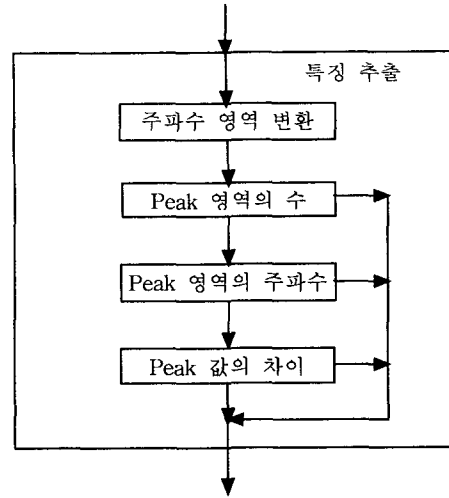 특징 추출
주파수 영역 변환
Peak 영역의 수
Peak 영역의 주파수
Peak 값의 차이